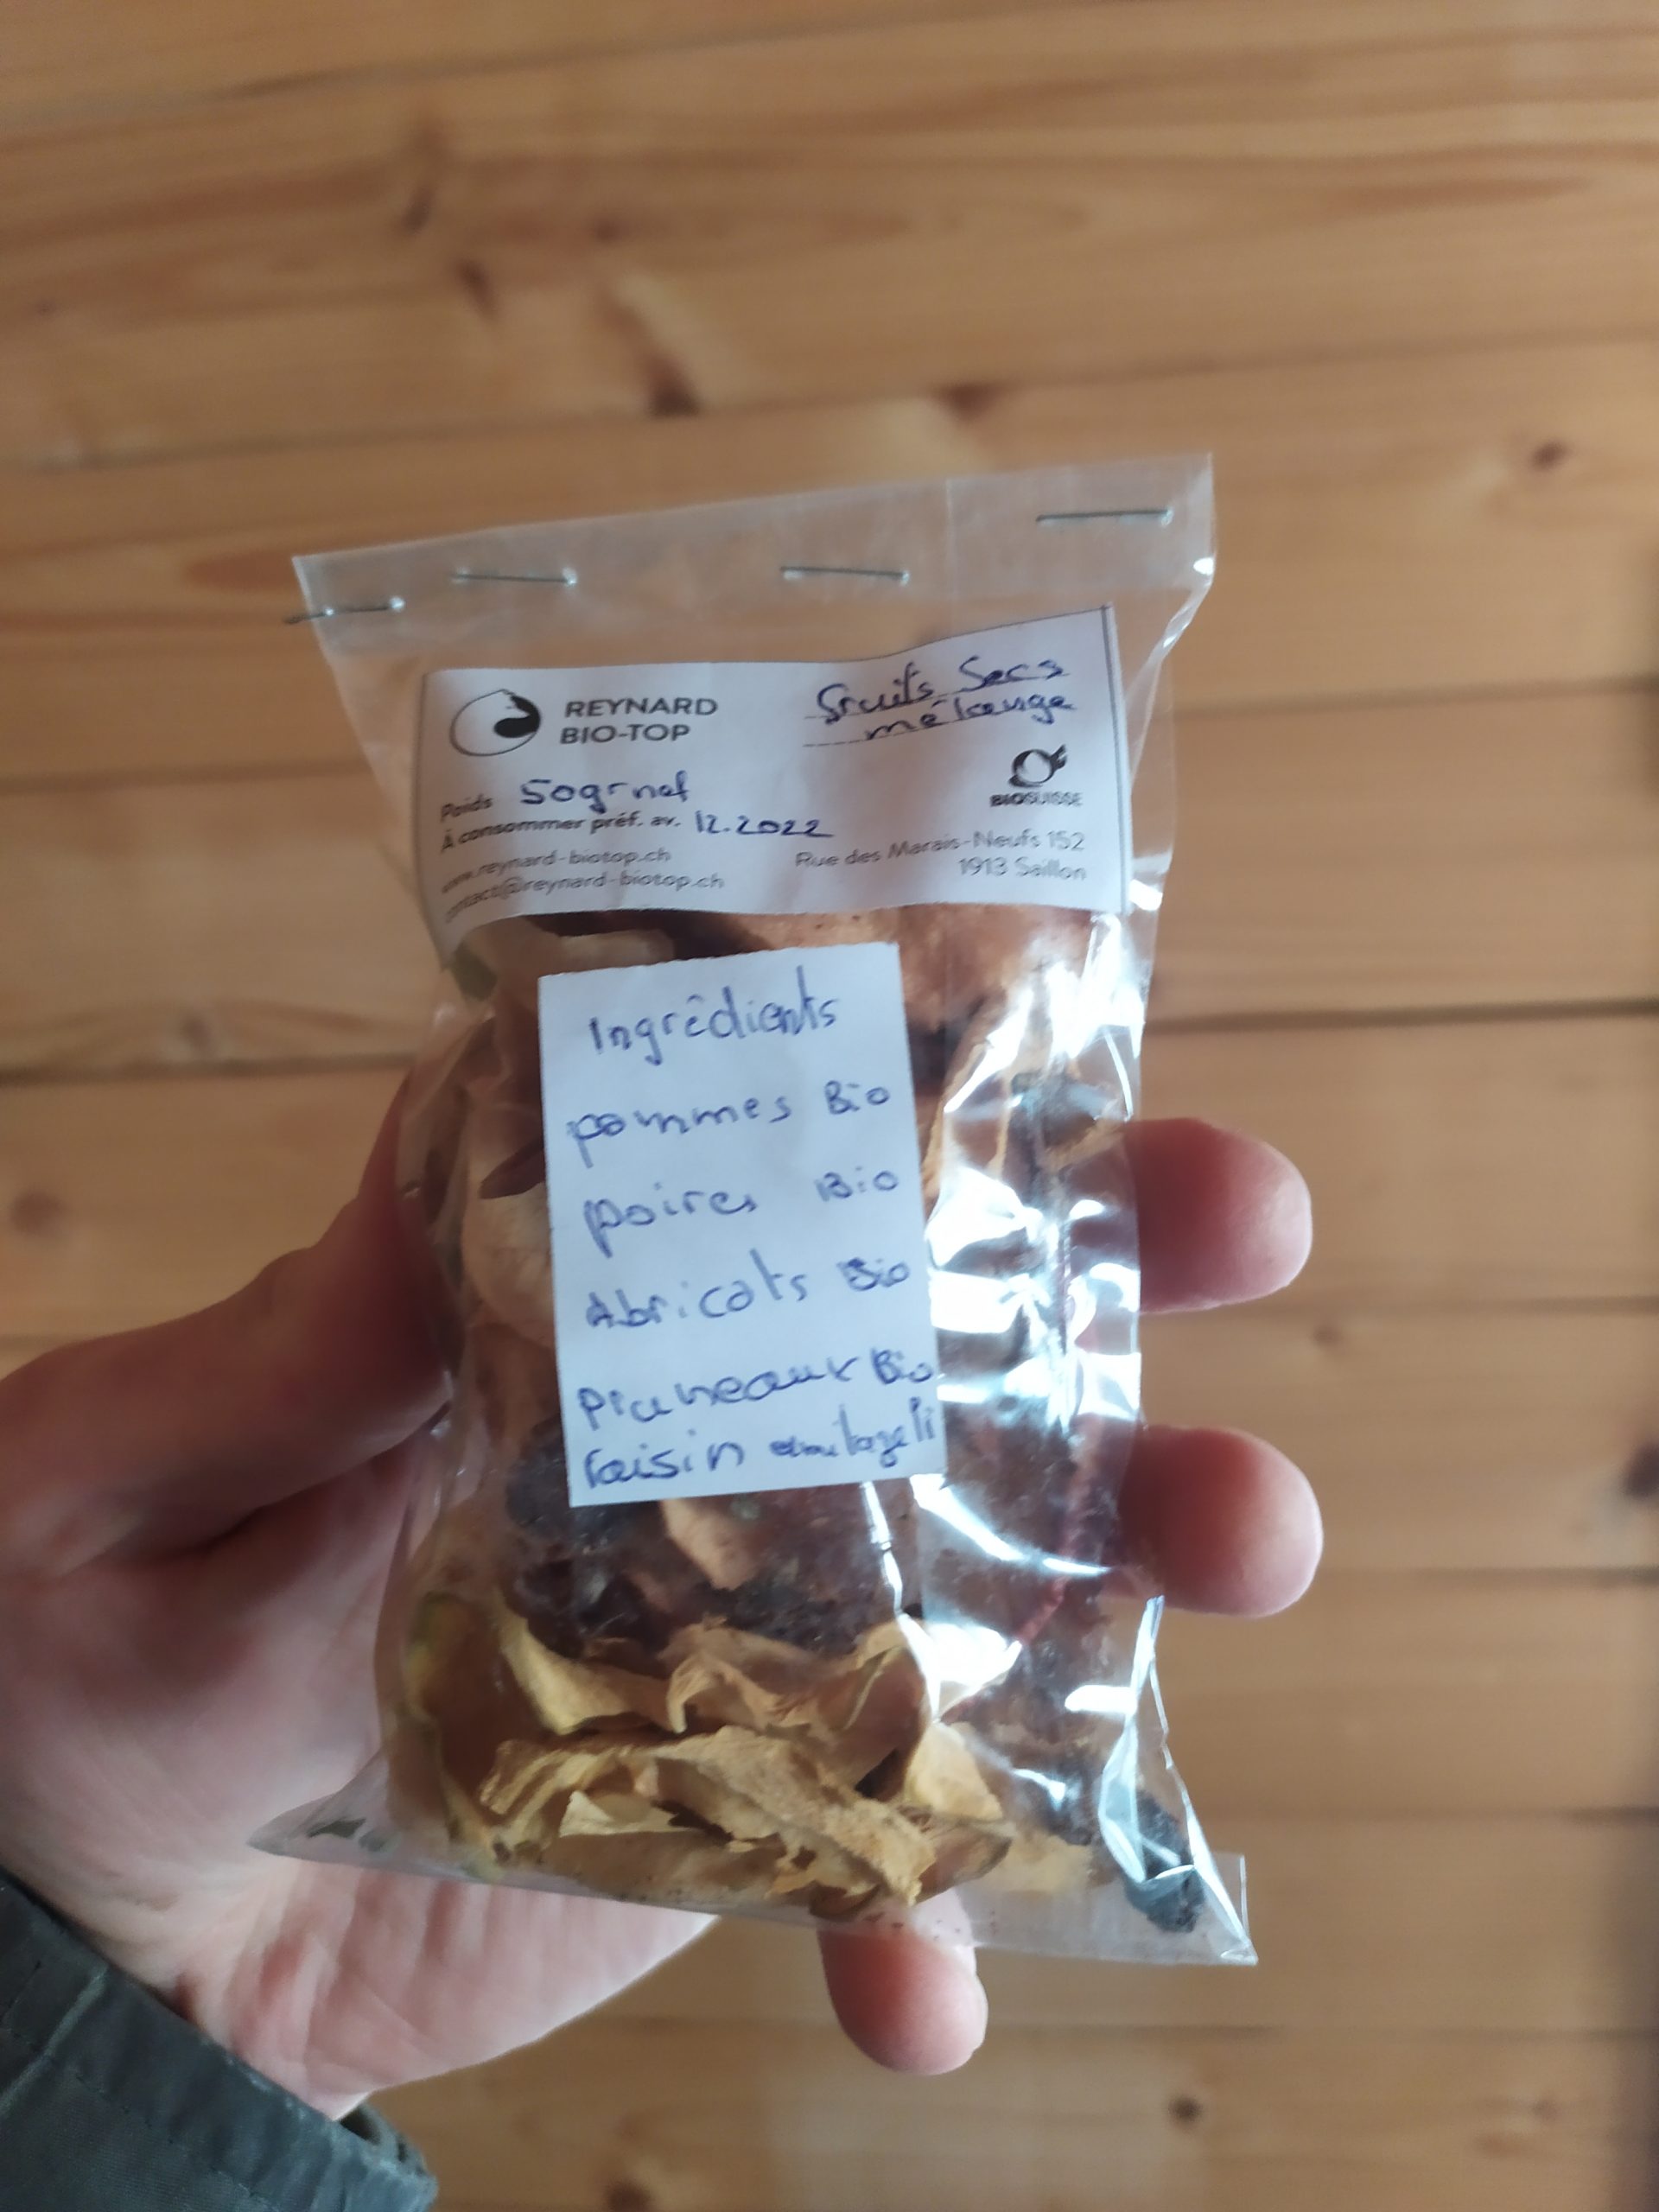 REYNARD
BIO-TOP
fruits Secs
mélange
BIOSUISSE
Poids 50gr net
À consommer préf. av. 12.2022
www.reynard-biotop.ch
contact@reynard-biotop.ch
Rue des Marais-Neufs 152
1913 Saillon
Ingrédients
pommes Bio
poires Bio
Abricots Bio
Pruneaux Bio
raisin